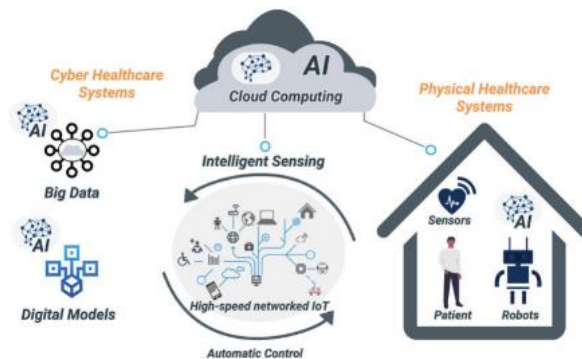 AI
Cloud Computing
Cyber Healthcare
Systems
AI
Big Data
AI
Digital Models
Intelligent Sensing
High-speed networked IoT
Automatic Control
Physical Healthcare
Systems
Sensors
AI
Patient
Robots